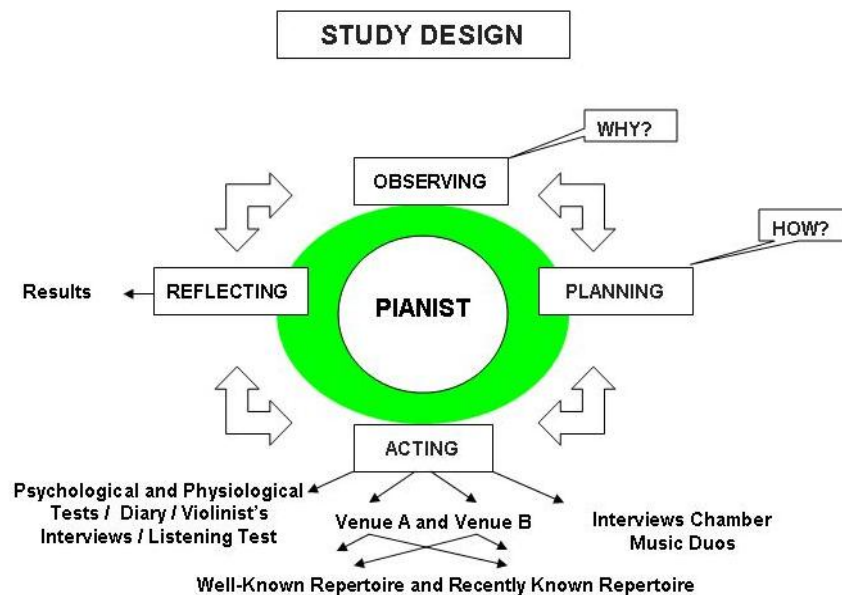 STUDY DESIGN
WHY?
OBSERVING
HOW?
Results
REFLECTING
PIANIST
PLANNING
ACTING
Psychological and Physiological
Tests / Diary / Violinist's
Interviews / Listening Test
Venue A and Venue B
Interviews Chamber
Music Duos
Well-Known Repertoire and Recently Known Repertoire